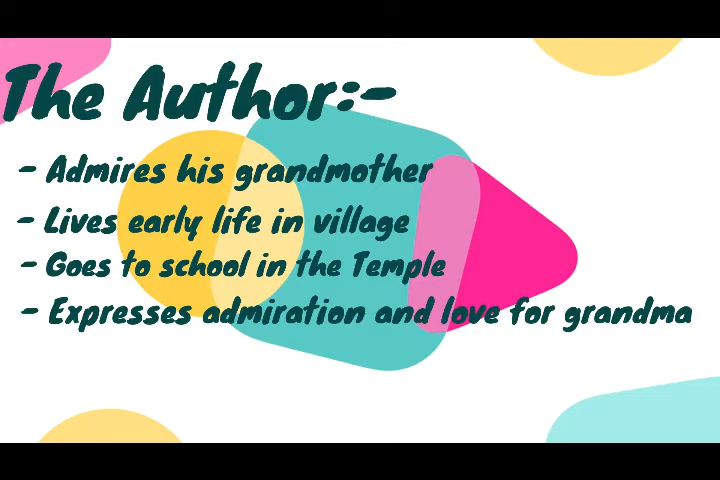 The Author:-
- Admires his grandmother
- Lives early life in village
- Goes to school in the Temple
- Expresses admiration and love for grandma